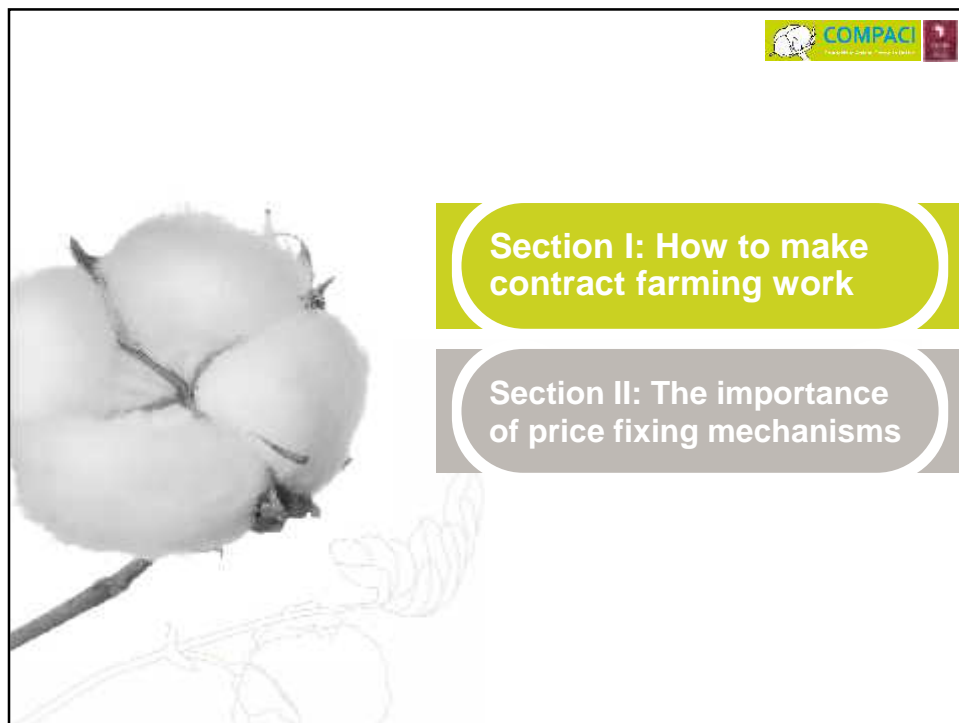 COMPACI
Section I: How to make
contract farming work
Section II: The importance
of price fixing mechanisms